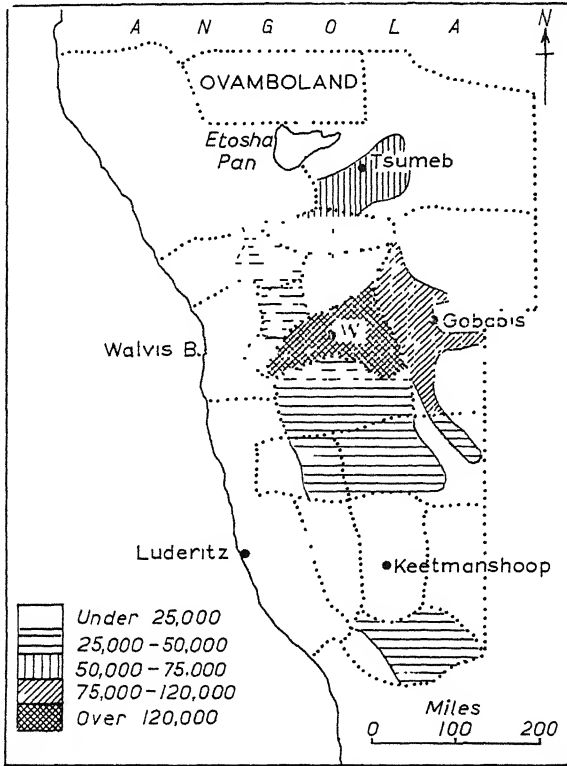 A N G O L A
N
OVAMBOLAND
Etosha
Pan
Tsumeb
W
Gobabis
Walvis B.
Luderitz
Keetmanshoop
Under 25,000
25,000-50,000
50,000-75.000
75,000-120,000
Over 120,000
Miles
0 100 200